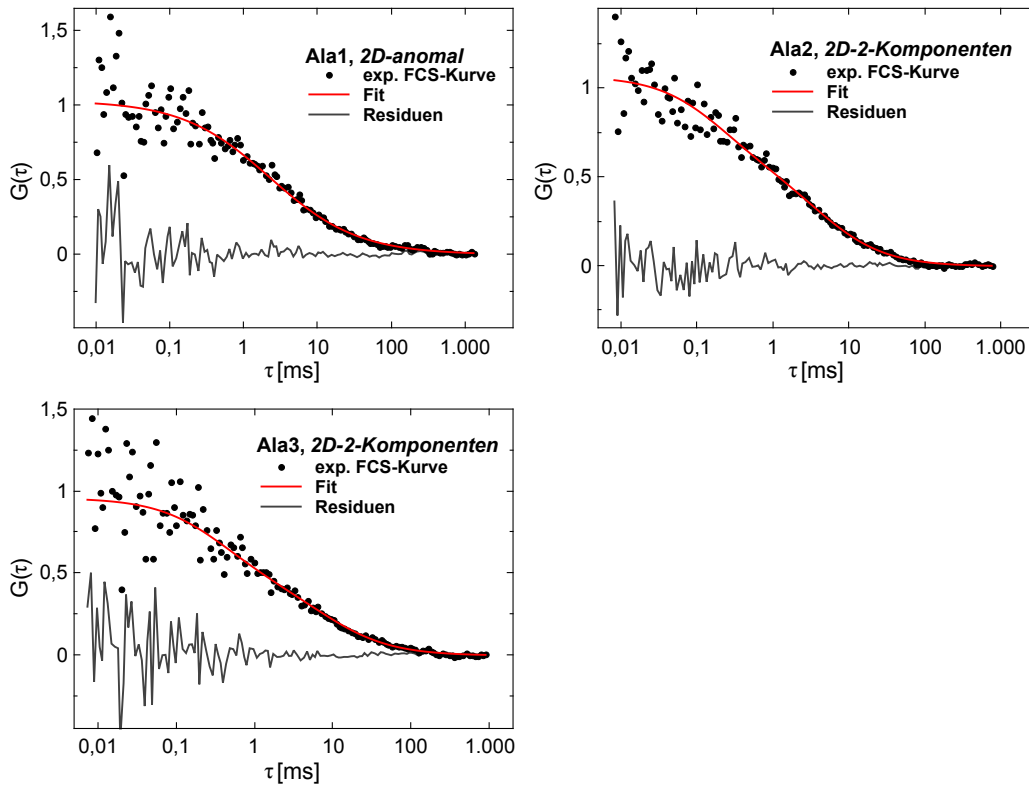 1,5
1
0,5
0
G(τ)
Ala1, 2D-anomal
exp. FCS-Kurve
Fit
Residuen
0,01 0,1 1 10 100 1.000
τ [ms]
1,5
1
0,5
0
G(τ)
Ala2, 2D-2-Komponenten
exp. FCS-Kurve
Fit
Residuen
0,01 0,1 1 10 100 1.000
τ [ms]
1,5
1
0,5
0
G(τ)
Ala3, 2D-2-Komponenten
exp. FCS-Kurve
Fit
Residuen
0,01 0,1 1 10 100 1.000
τ [ms]